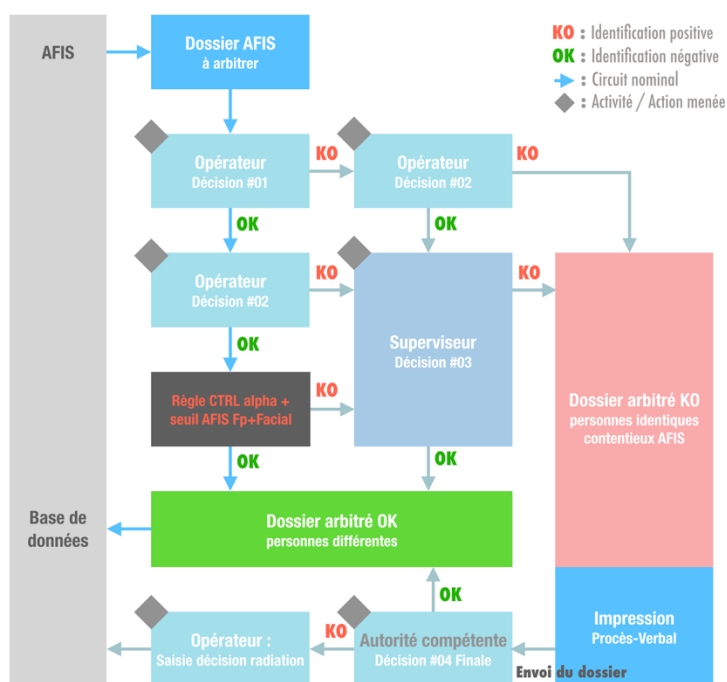 AFIS
Dossier AFIS
à arbitrer
KO : Identification positive
OK : Identification négative
: Circuit nominal
: Activité / Action menée
Opérateur
Décision #01
KO
Opérateur
Décision #02
KO
OK
OK
Opérateur
Décision #02
KO
Superviseur
Décision #03
KO
OK
Règle CTRL alpha +
seuil AFIS Fp+Facial
KO
Dossier arbitré KO
personnes identiques
contentieux AFIS
OK
OK
Base de
données
Dossier arbitré OK
personnes différentes
OK
Opérateur :
Saisie décision radiation
KO
Autorité compétente
Décision #04 Finale
Impression
Procès-Verbal
Envoi du dossier